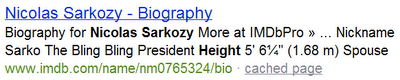 Nicolas Sarkozy - Biography
Biography for Nicolas Sarkozy More at IMDbPro » ... Nickname
Sarko The Bling Bling President Height 5' 6¼" (1.68 m) Spouse
www.imdb.com/name/nm0765324/bio · cached page